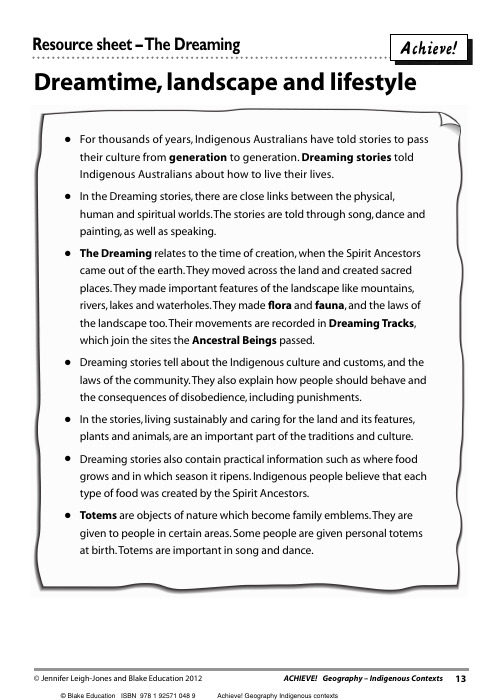 Resource sheet – The Dreaming
Achieve!
Dreamtime, landscape and lifestyle
• For thousands of years, Indigenous Australians have told stories to pass
their culture from generation to generation. Dreaming stories told
Indigenous Australians about how to live their lives.
• In the Dreaming stories, there are close links between the physical,
human and spiritual worlds. The stories are told through song, dance and
painting, as well as speaking.
• The Dreaming relates to the time of creation, when the Spirit Ancestors
came out of the earth. They moved across the land and created sacred
places. They made important features of the landscape like mountains,
rivers, lakes and waterholes. They made flora and fauna, and the laws of
the landscape too. Their movements are recorded in Dreaming Tracks,
which join the sites the Ancestral Beings passed.
• Dreaming stories tell about the Indigenous culture and customs, and the
laws of the community. They also explain how people should behave and
the consequences of disobedience, including punishments.
• In the stories, living sustainably and caring for the land and its features,
plants and animals, are an important part of the traditions and culture.
• Dreaming stories also contain practical information such as where food
grows and in which season it ripens. Indigenous people believe that each
type of food was created by the Spirit Ancestors.
• Totems are objects of nature which become family emblems. They are
given to people in certain areas. Some people are given personal totems
at birth. Totems are important in song and dance.
© Jennifer Leigh-Jones and Blake Education 2012 ACHIEVE! Geography – Indigenous Contexts 13
© Blake Education ISBN 978 1 92571 048 9 Achieve! Geography Indigenous contexts